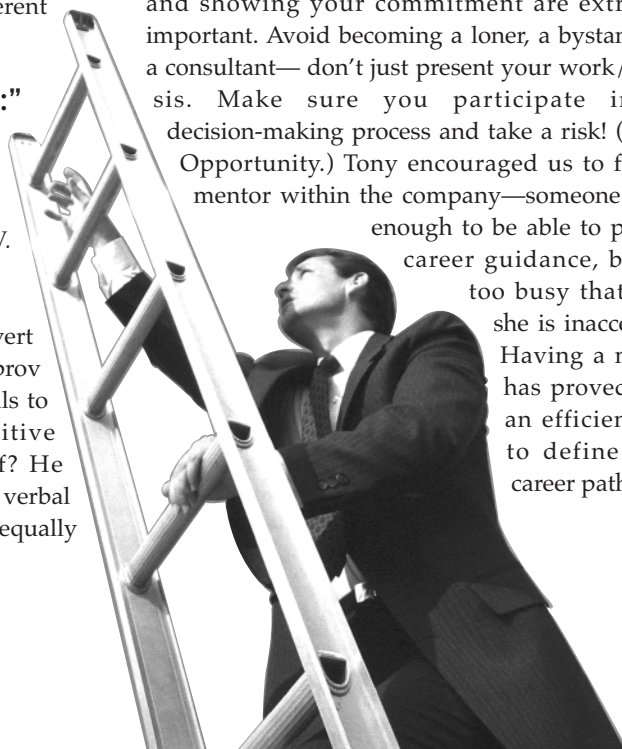 erent
:”
vert
prov
ls to
itive
f? He
verbal
equally
and showing your commitment are extr
important. Avoid becoming a loner, a bystan
a consultant— don’t just present your work/
sis. Make sure you participate in
decision-making process and take a risk! (
Opportunity.) Tony encouraged us to f
mentor within the company—someone
enough to be able to p
career guidance, b
too busy that
she is inacce
Having a
has proved
an efficien
to define
career path